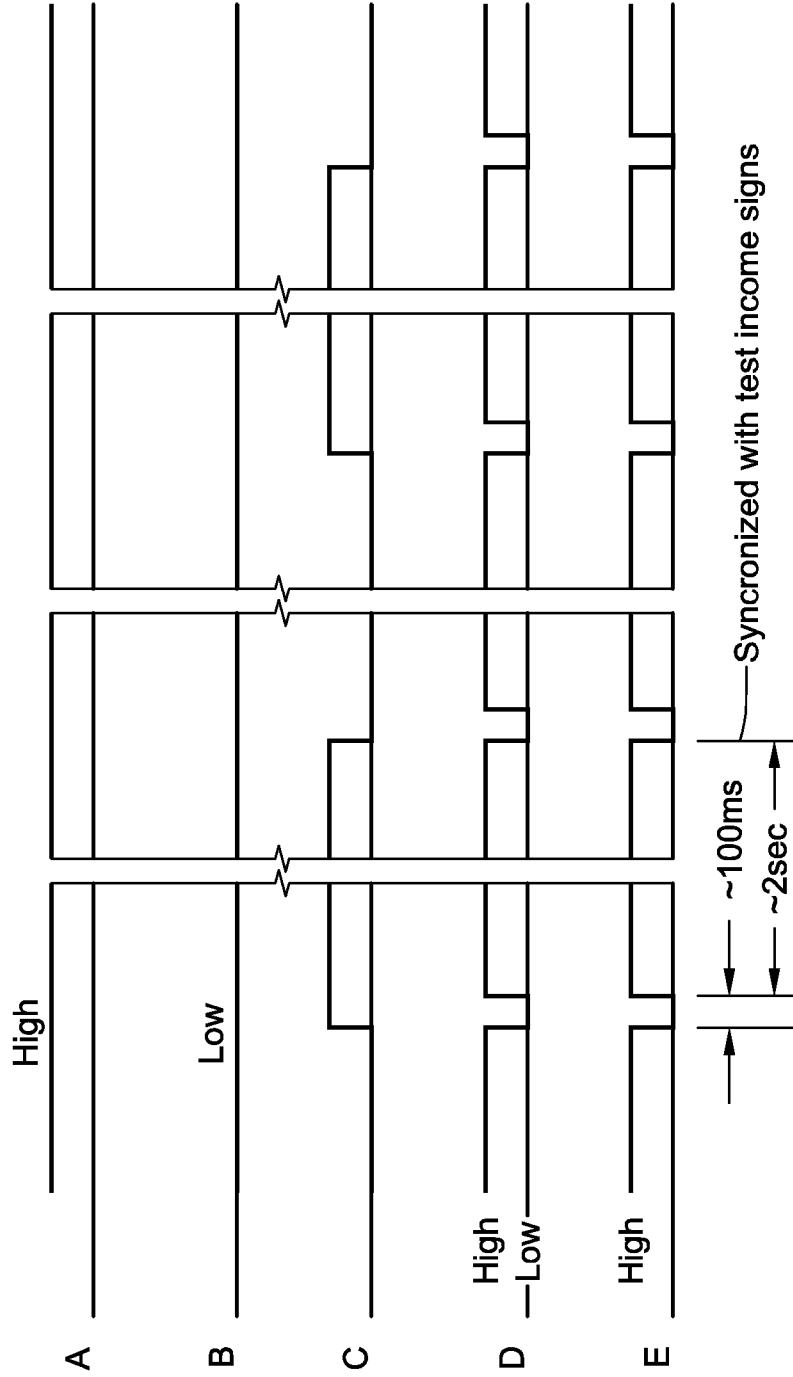 A
High
B
Low
C
D
High
Low
E
High
~100ms
~2sec
Syncronized with test income signs